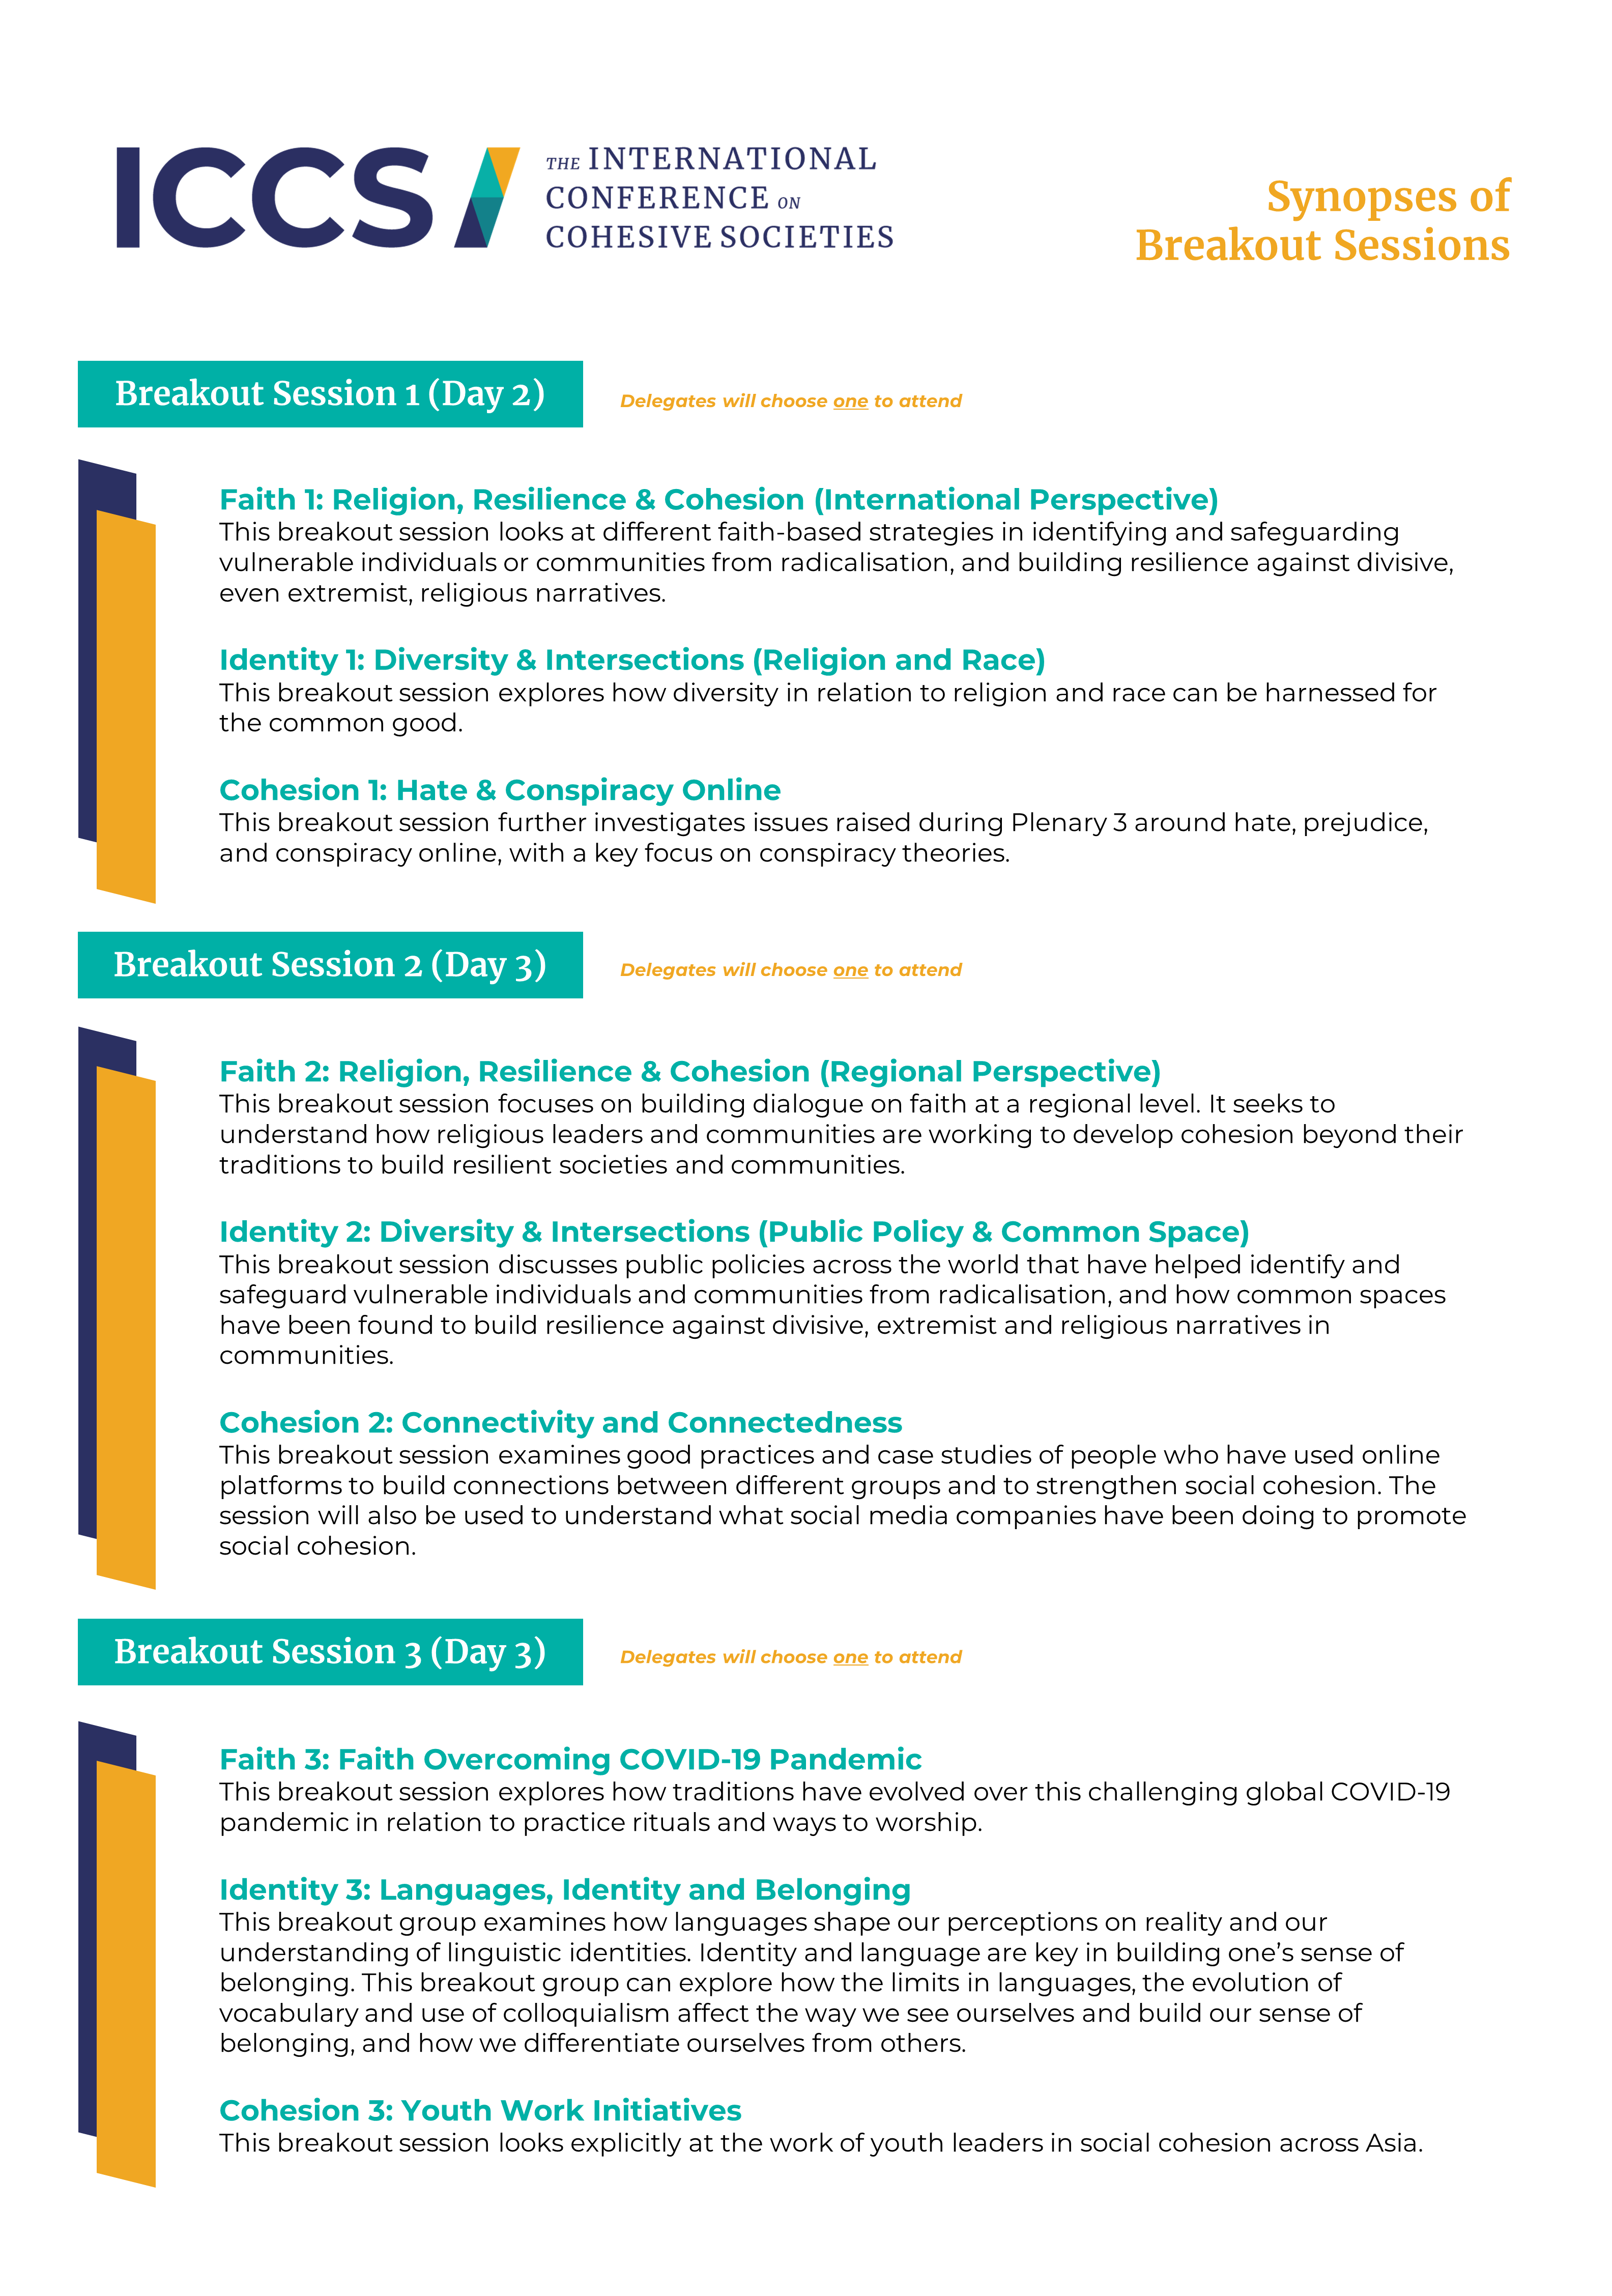 ICCS
THE INTERNATIONAL
CONFERENCE ON
COHESIVE SOCIETIES
Synopses of
Breakout Sessions
Breakout Session 1 (Day 2)
Delegates will choose one to attend
Faith 1: Religion, Resilience & Cohesion (International Perspective)
This breakout session looks at different faith-based strategies in identifying and safeguarding
vulnerable individuals or communities from radicalisation, and building resilience against divisive,
even extremist, religious narratives.
Identity 1: Diversity & Intersections (Religion and Race)
This breakout session explores how diversity in relation to religion and race can be harnessed for
the common good.
Cohesion 1: Hate & Conspiracy Online
This breakout session further investigates issues raised during Plenary 3 around hate, prejudice,
and conspiracy online, with a key focus on conspiracy theories.
Breakout Session 2 (Day 3)
Delegates will choose one to attend
Faith 2: Religion, Resilience & Cohesion (Regional Perspective)
This breakout session focuses on building dialogue on faith at a regional level. It seeks to
understand how religious leaders and communities are working to develop cohesion beyond their
traditions to build resilient societies and communities.
Identity 2: Diversity & Intersections (Public Policy & Common Space)
This breakout session discusses public policies across the world that have helped identify and
safeguard vulnerable individuals and communities from radicalisation, and how common spaces
have been found to build resilience against divisive, extremist and religious narratives in
communities.
Cohesion 2: Connectivity and Connectedness
This breakout session examines good practices and case studies of people who have used online
platforms to build connections between different groups and to strengthen social cohesion. The
session will also be used to understand what social media companies have been doing to promote
social cohesion.
Breakout Session 3 (Day 3)
Delegates will choose one to attend
Faith 3: Faith Overcoming COVID-19 Pandemic
This breakout session explores how traditions have evolved over this challenging global COVID-19
pandemic in relation to practice rituals and ways to worship.
Identity 3: Languages, Identity and Belonging
This breakout group examines how languages shape our perceptions on reality and our
understanding of linguistic identities. Identity and language are key in building one's sense of
belonging. This breakout group can explore how the limits in languages, the evolution of
vocabulary and use of colloquialism affect the way we see ourselves and build our sense of
belonging, and how we differentiate ourselves from others.
Cohesion 3: Youth Work Initiatives
This breakout session looks explicitly at the work of youth leaders in social cohesion across Asia.